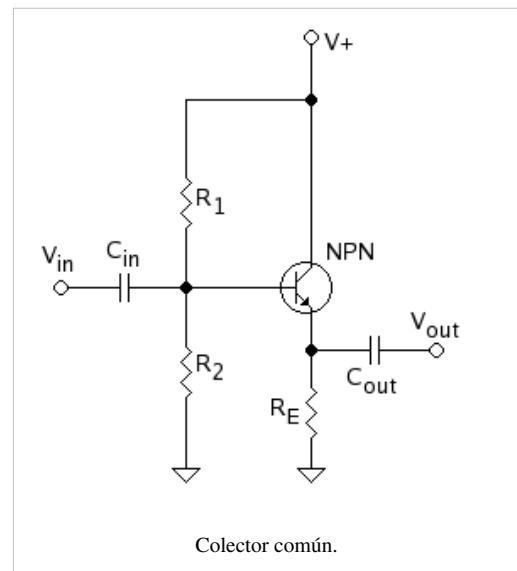 V+
R1
Vin
Cin
NPN
Vout
R2
Cout
RE
Colector común.